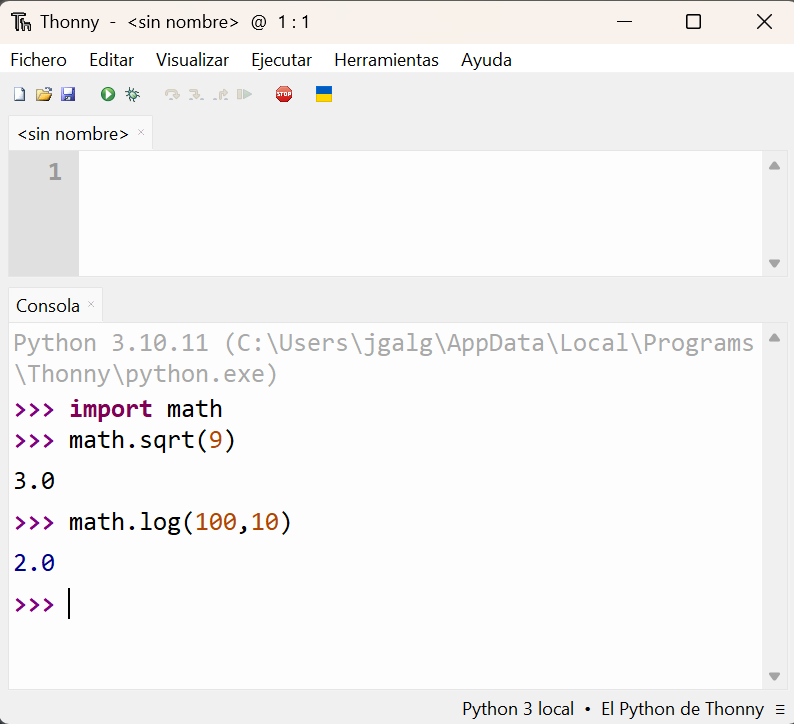 Thonny - <sin nombre> @ 1 : 1
Fichero Editar Visualizar Ejecutar Herramientas Ayuda
STOP
<sin nombre> ×
1
Consola ×
Python 3.10.11 (C:\Users\jgalg\AppData\Local\Programs
\Thonny\python.exe)
>>> import math
>>> math.sqrt(9)
3.0
>>> math.log(100,10)
2.0
>>>
Python 3 local • El Python de Thonny ≡